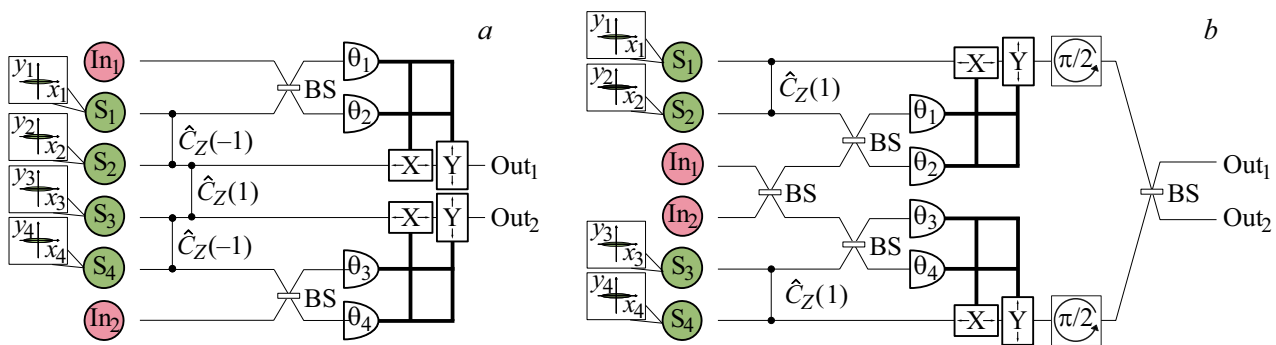 a
In₁
y₁
x₁
S₁
y₂
x₂
S₂
y₃
x₃
S₃
y₄
x₄
S₄
In₂
Ĉ_Z(–1)
Ĉ_Z(1)
Ĉ_Z(–1)
BS
BS
θ₁
θ₂
θ₃
θ₄
X
Y
X
Y
Out₁
Out₂
b
y₁
x₁
S₁
y₂
x₂
S₂
In₁
In₂
y₃
x₃
S₃
y₄
x₄
S₄
Ĉ_Z(1)
Ĉ_Z(1)
BS
BS
BS
θ₁
θ₂
θ₃
θ₄
X
Y
π/2
X
Y
π/2
BS
Out₁
Out₂